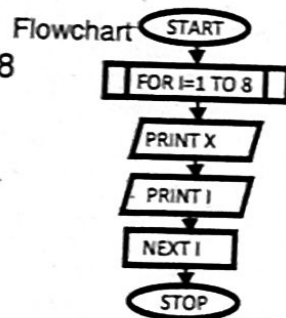 Flowchart
START
8
FOR I=1 TO 8
PRINT X
PRINT I
NEXT I
STOP